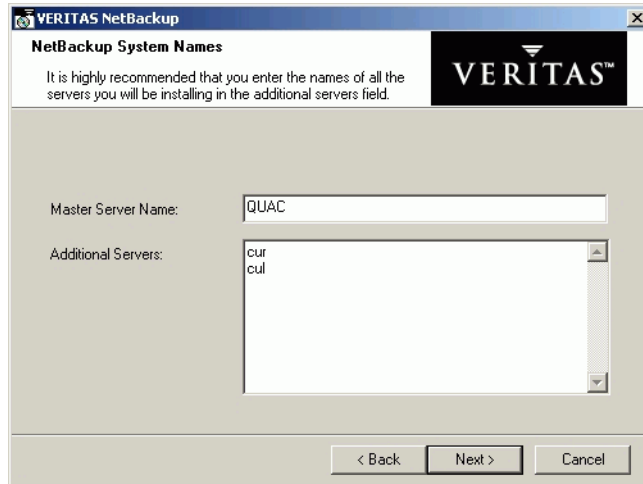 VERITAS NetBackup
NetBackup System Names
It is highly recommended that you enter the names of all the
servers you will be installing in the additional servers field.
VERITAS™
Master Server Name:
QUAC
Additional Servers:
cur
cul
< Back
Next >
Cancel